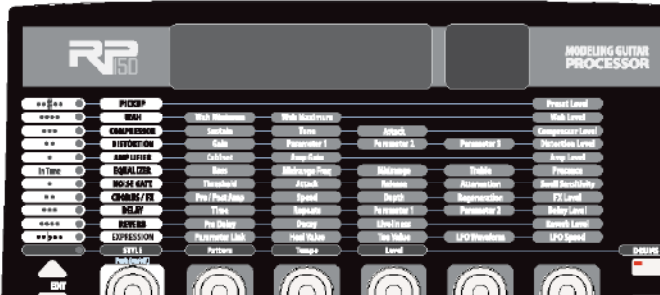 RP150
MODELING GUITAR
PROCESSOR
PICKUP Preset Level
WAH Wah Minimum Wah Maximum Wah Level
COMPRESSOR Sustain Tone Attack Compressor Level
DISTORTION Gain Parameter 1 Parameter 2 Parameter 3 Distortion Level
AMPLIFIER Cabinet Amp Gain Amp Level
In Tune EQUALIZER Bass Midrange Freq Midrange Treble Presence
NOISE GATE Threshold Attack Release Attenuation Swell Sensitivity
CHORUS / FX Pre / Post Amp Speed Depth Regeneration FX Level
DELAY Time Repeats Parameter 1 Parameter 2 Delay Level
REVERB Pre Delay Decay Liveliness Reverb Level
EXPRESSION Parameter Link Heel Value Toe Value LFO Waveform LFO Speed
STYLE Pattern Tempo Level DRUMS
EXIT